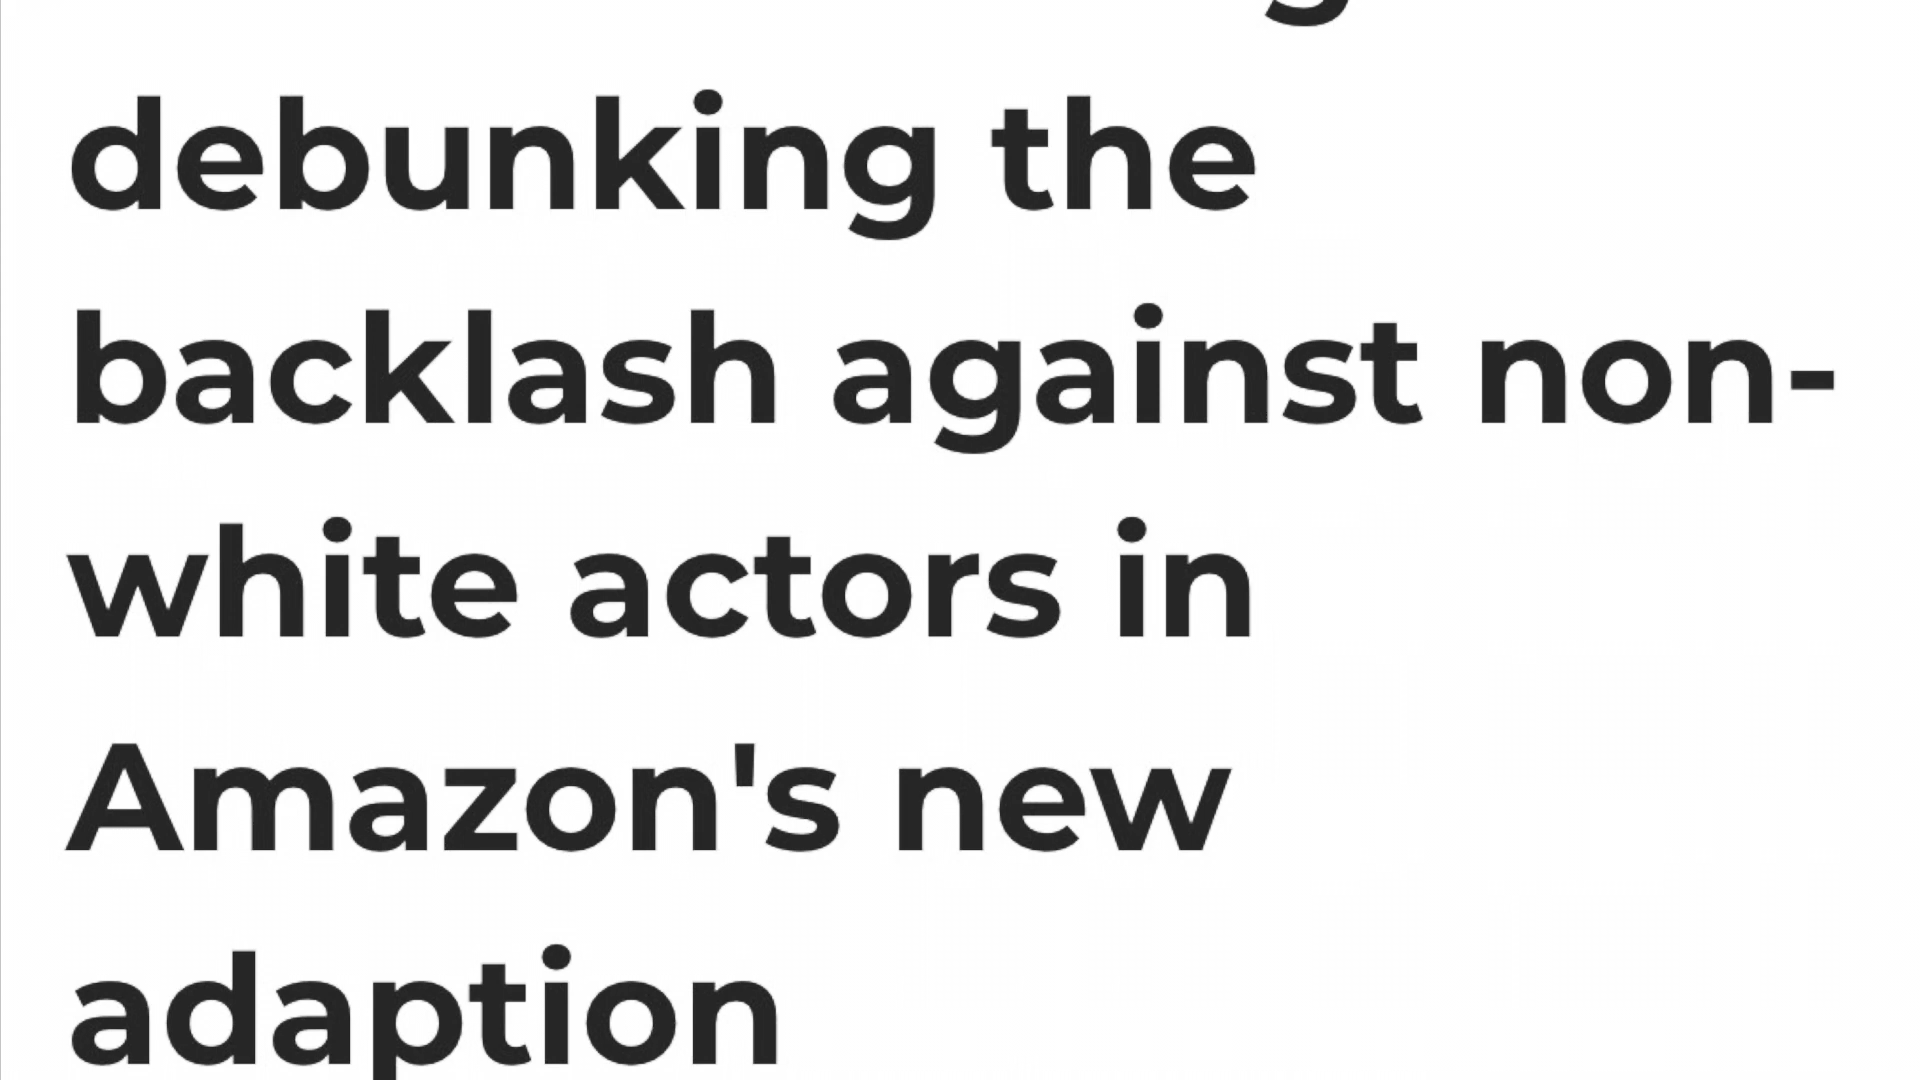 debunking the
backlash against non-
white actors in
Amazon's new
adaption